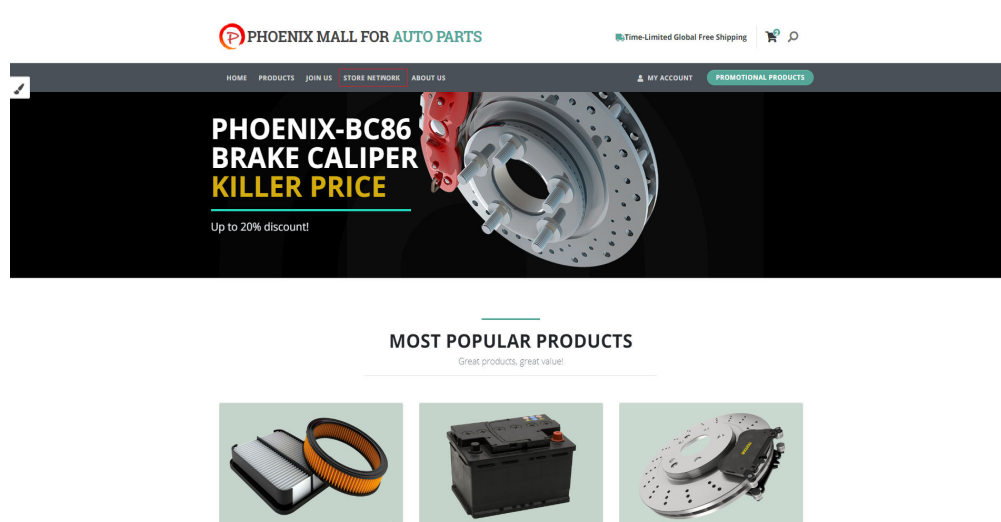 PHOENIX MALL FOR AUTO PARTS
Time-Limited Global Free Shipping
HOME PRODUCTS JOIN US STORE NETWORK ABOUT US
MY ACCOUNT
PROMOTIONAL PRODUCTS
PHOENIX-BC86
BRAKE CALIPER
KILLER PRICE
Up to 20% discount!
MOST POPULAR PRODUCTS
Great products, great value!